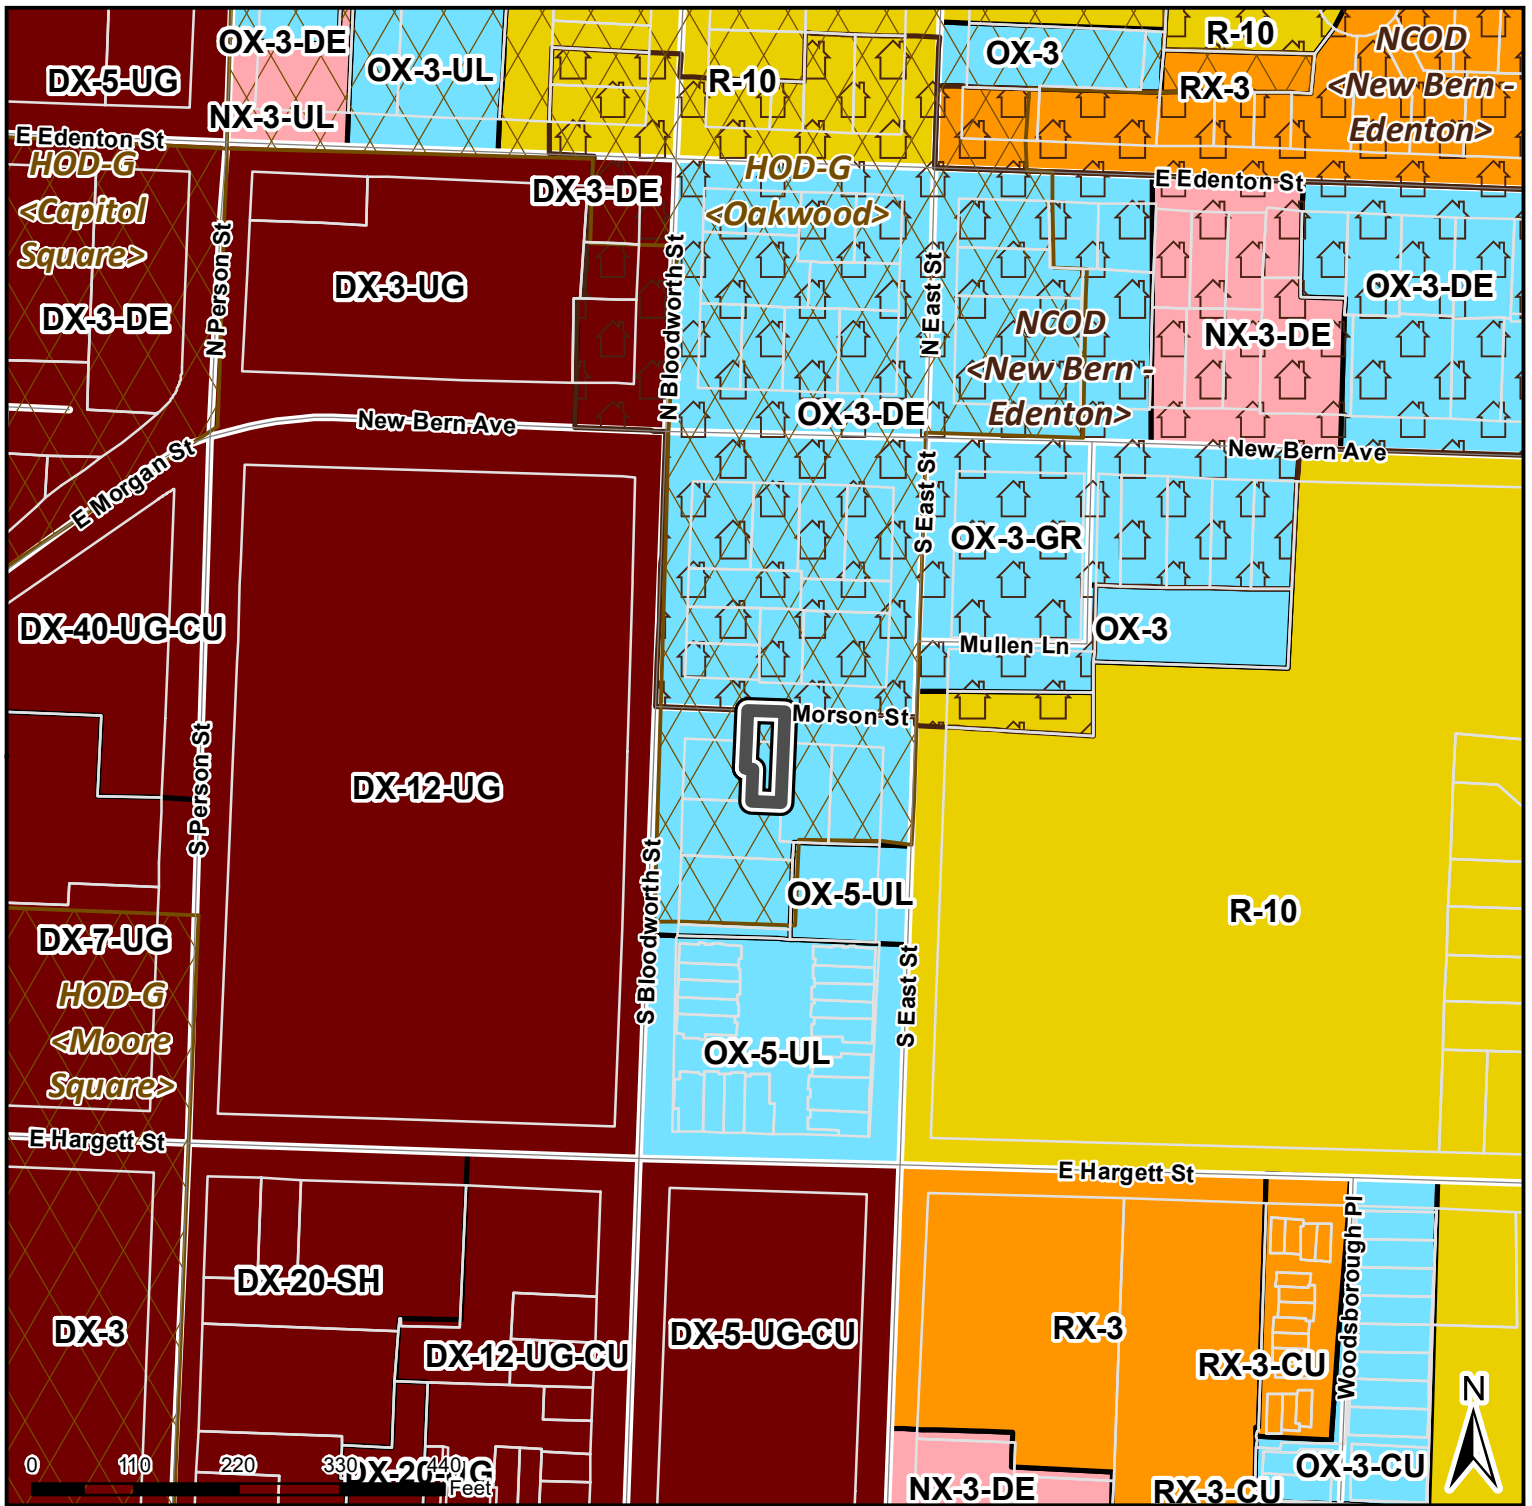 OX-3-DE
OX-3
R-10
NCOD
<New Bern -
Edenton>
DX-5-UG
OX-3-UL
R-10
RX-3
NX-3-UL
E Edenton St
HOD-G
<Capitol
Square>
DX-3-DE
HOD-G
<Oakwood>
E Edenton St
N Person St
DX-3-UG
N Bloodworth St
N East St
DX-3-DE
NCOD
<New Bern -
Edenton>
NX-3-DE
OX-3-DE
New Bern Ave
OX-3-DE
New Bern Ave
E Morgan St
S East St
OX-3-GR
DX-40-UG-CU
Mullen Ln
OX-3
Morson St
S Person St
DX-12-UG
S Bloodworth St
OX-5-UL
R-10
DX-7-UG
HOD-G
<Moore
Square>
S East St
OX-5-UL
E Hargett St
E Hargett St
DX-20-SH
Woodsborough Pl
DX-3
DX-12-UG-CU
DX-5-UG-CU
RX-3
RX-3-CU
N
0 110 220 330 440
Feet
OX-3-CU
NX-3-DE
RX-3-CU